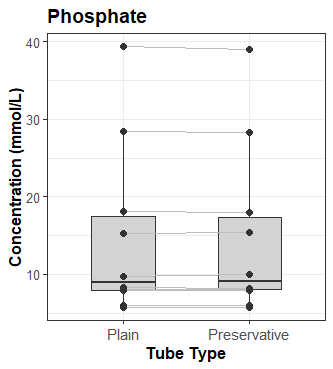 Phosphate
Concentration (mmol/L)
40
30
20
10
Plain
Preservative
Tube Type